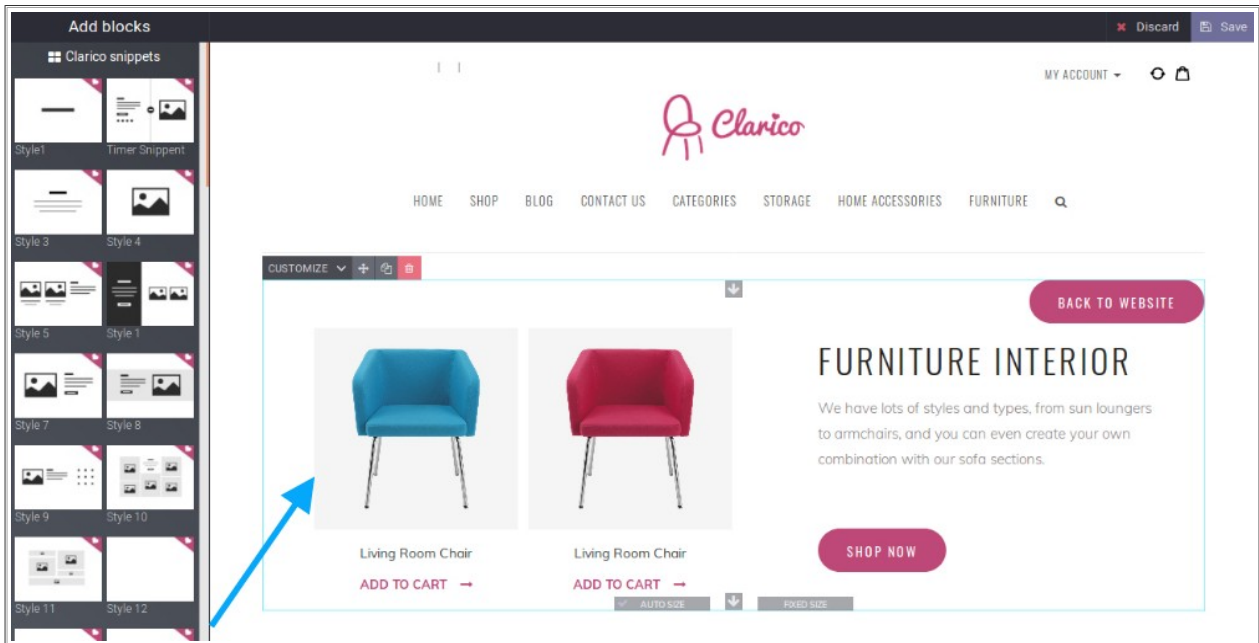 Add blocks
Discard Save
Clarico snippets
MY ACCOUNT
Clarico
Style1 Timer Snippent
HOME SHOP BLOG CONTACT US CATEGORIES STORAGE HOME ACCESSORIES FURNITURE
Style 3 Style 4
CUSTOMIZE
BACK TO WEBSITE
Style 5 Style 1
FURNITURE INTERIOR
We have lots of styles and types, from sun loungers
to armchairs, and you can even create your own
combination with our sofa sections.
Style 7 Style 8
Style 9 Style 10
Living Room Chair Living Room Chair
SHOP NOW
ADD TO CART → ADD TO CART →
AUTO SIZE FIXED SIZE
Style 11 Style 12